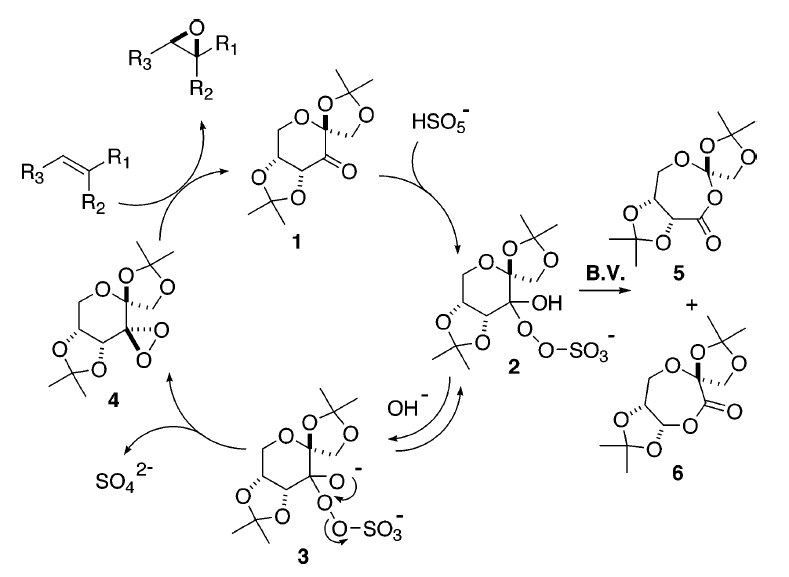 O
R3 R1
R2
O O
O O
HSO5-
R3 R1
R2
O O O
1
O O
O O
O O
O
5
B.V.
+
O O
O O
OH
O O O
O-SO3-
2
O O
O O
O O O
4
O O
O O
O O O
6
OH-
SO4 2-
O O
O O-
O O O
O-SO3-
3